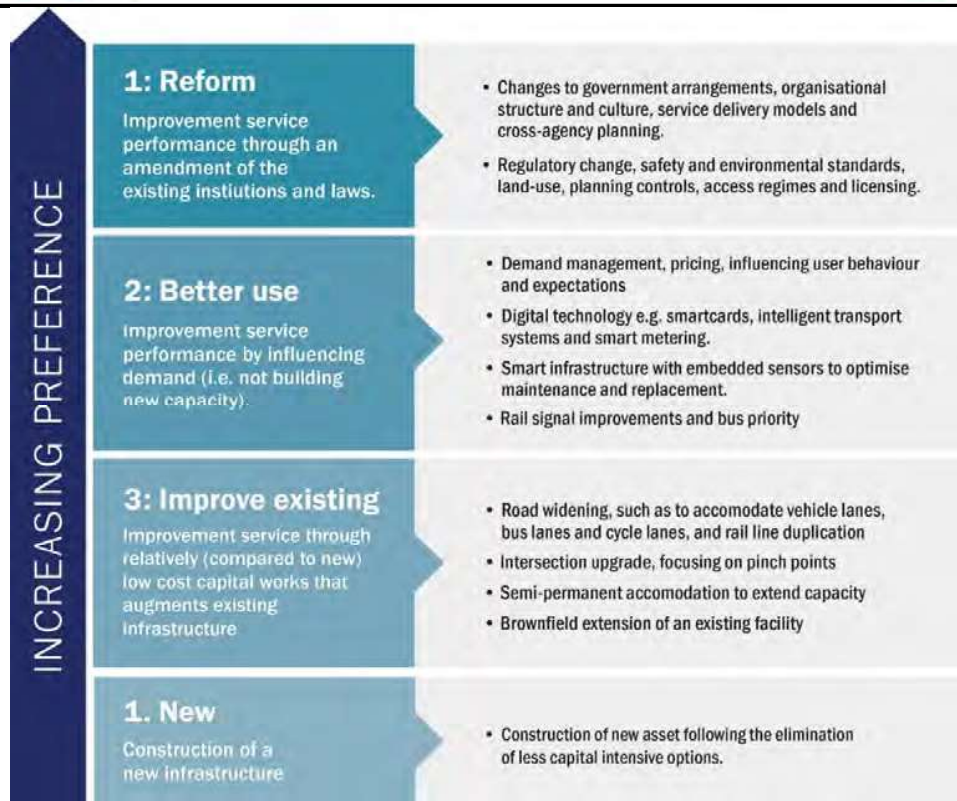 INCREASING PREFERENCE
1: Reform
Improvement service
performance through an
amendment of the
existing instiutions and laws.
• Changes to government arrangements, organisational
structure and culture, service delivery models and
cross-agency planning.
• Regulatory change, safety and environmental standards,
land-use, planning controls, access regimes and licensing.
2: Better use
Improvement service
performance by influencing
demand (i.e. not building
new capacity).
• Demand management, pricing, influencing user behaviour
and expectations
• Digital technology e.g. smartcards, intelligent transport
systems and smart metering.
• Smart infrastructure with embedded sensors to optimise
maintenance and replacement.
• Rail signal improvements and bus priority
3: Improve existing
Improvement service through
relatively (compared to new)
low cost capital works that
augments existing
infrastructure
• Road widening, such as to accomodate vehicle lanes,
bus lanes and cycle lanes, and rail line duplication
• Intersection upgrade, focusing on pinch points
• Semi-permanent accomodation to extend capacity
• Brownfield extension of an existing facility
1. New
Construction of a
new infrastructure
• Construction of new asset following the elimination
of less capital intensive options.